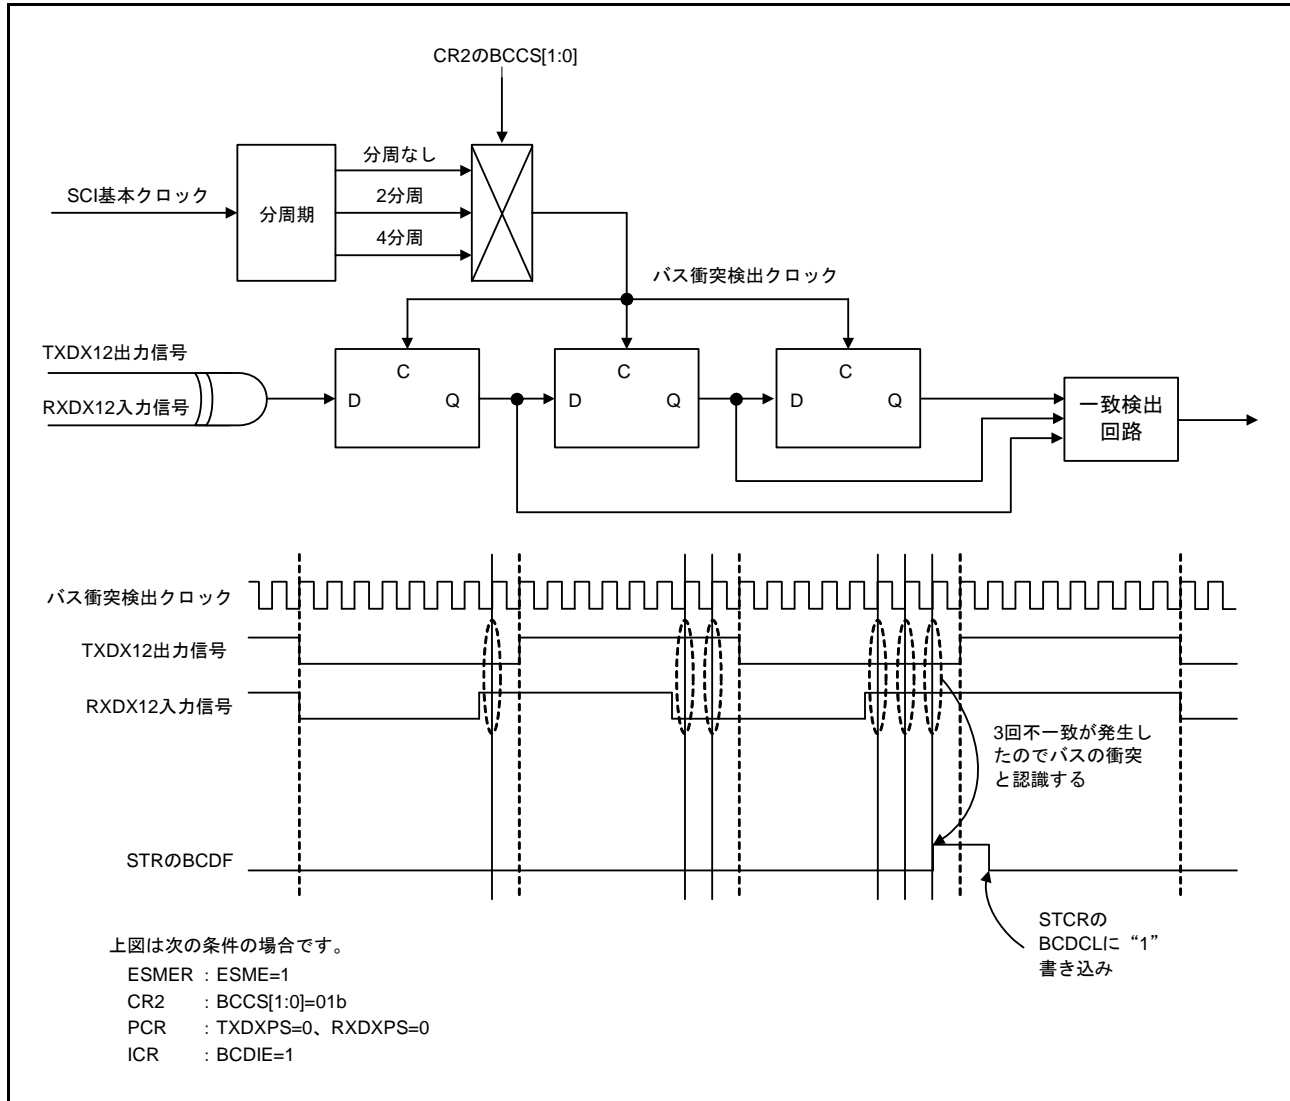 CR2のBCCS[1:0]
分周なし
SCI基本クロック
2分周
分周期
4分周
バス衝突検出クロック
TXDX12出力信号
RXDX12入力信号
C
D
Q
C
D
Q
C
D
Q
一致検出
回路
バス衝突検出クロック
TXDX12出力信号
RXDX12入力信号
3回不一致が発生し
たのでバスの衝突
と認識する
STRのBCDF
STCRの
BCDCLに“1”
書き込み
上図は次の条件の場合です。
ESMER : ESME=1
CR2 : BCCS[1:0]=01b
PCR : TXDXPS=0、RXDXPS=0
ICR : BCDIE=1